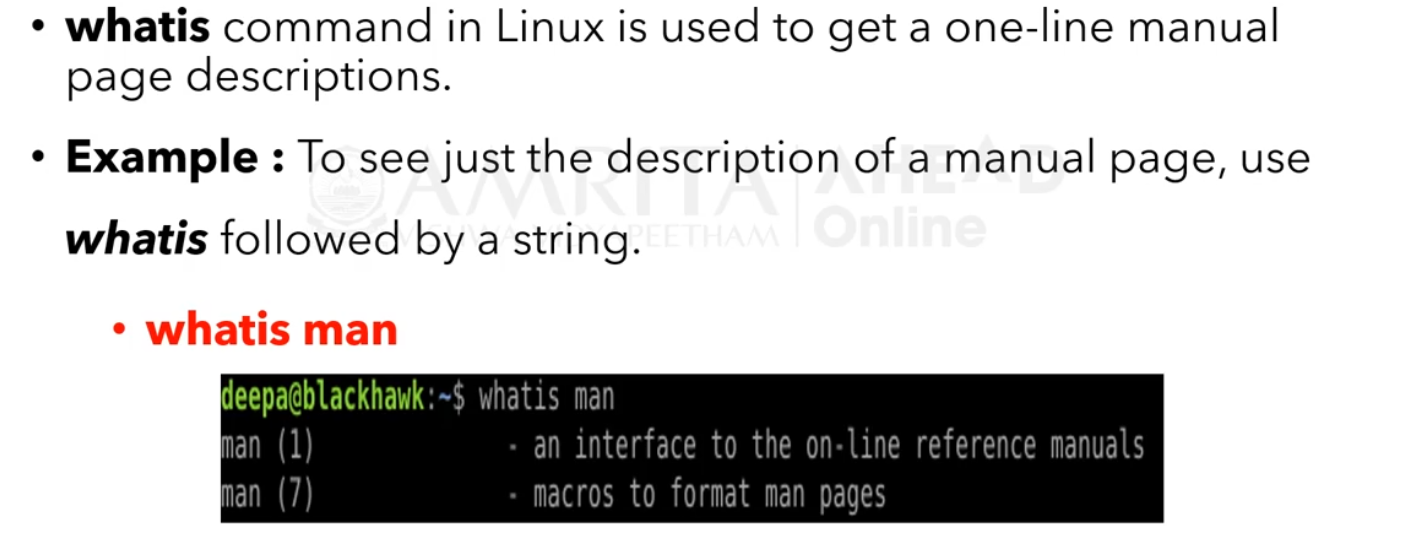 • whatis command in Linux is used to get a one-line manual
page descriptions.
• Example : To see just the description of a manual page, use
whatis followed by a string.
AMRITA AHEAD
VISHWA VIDYAPEETHAM Online
• whatis man
deepa@blackhawk:~$ whatis man
man (1) - an interface to the on-line reference manuals
man (7) - macros to format man pages